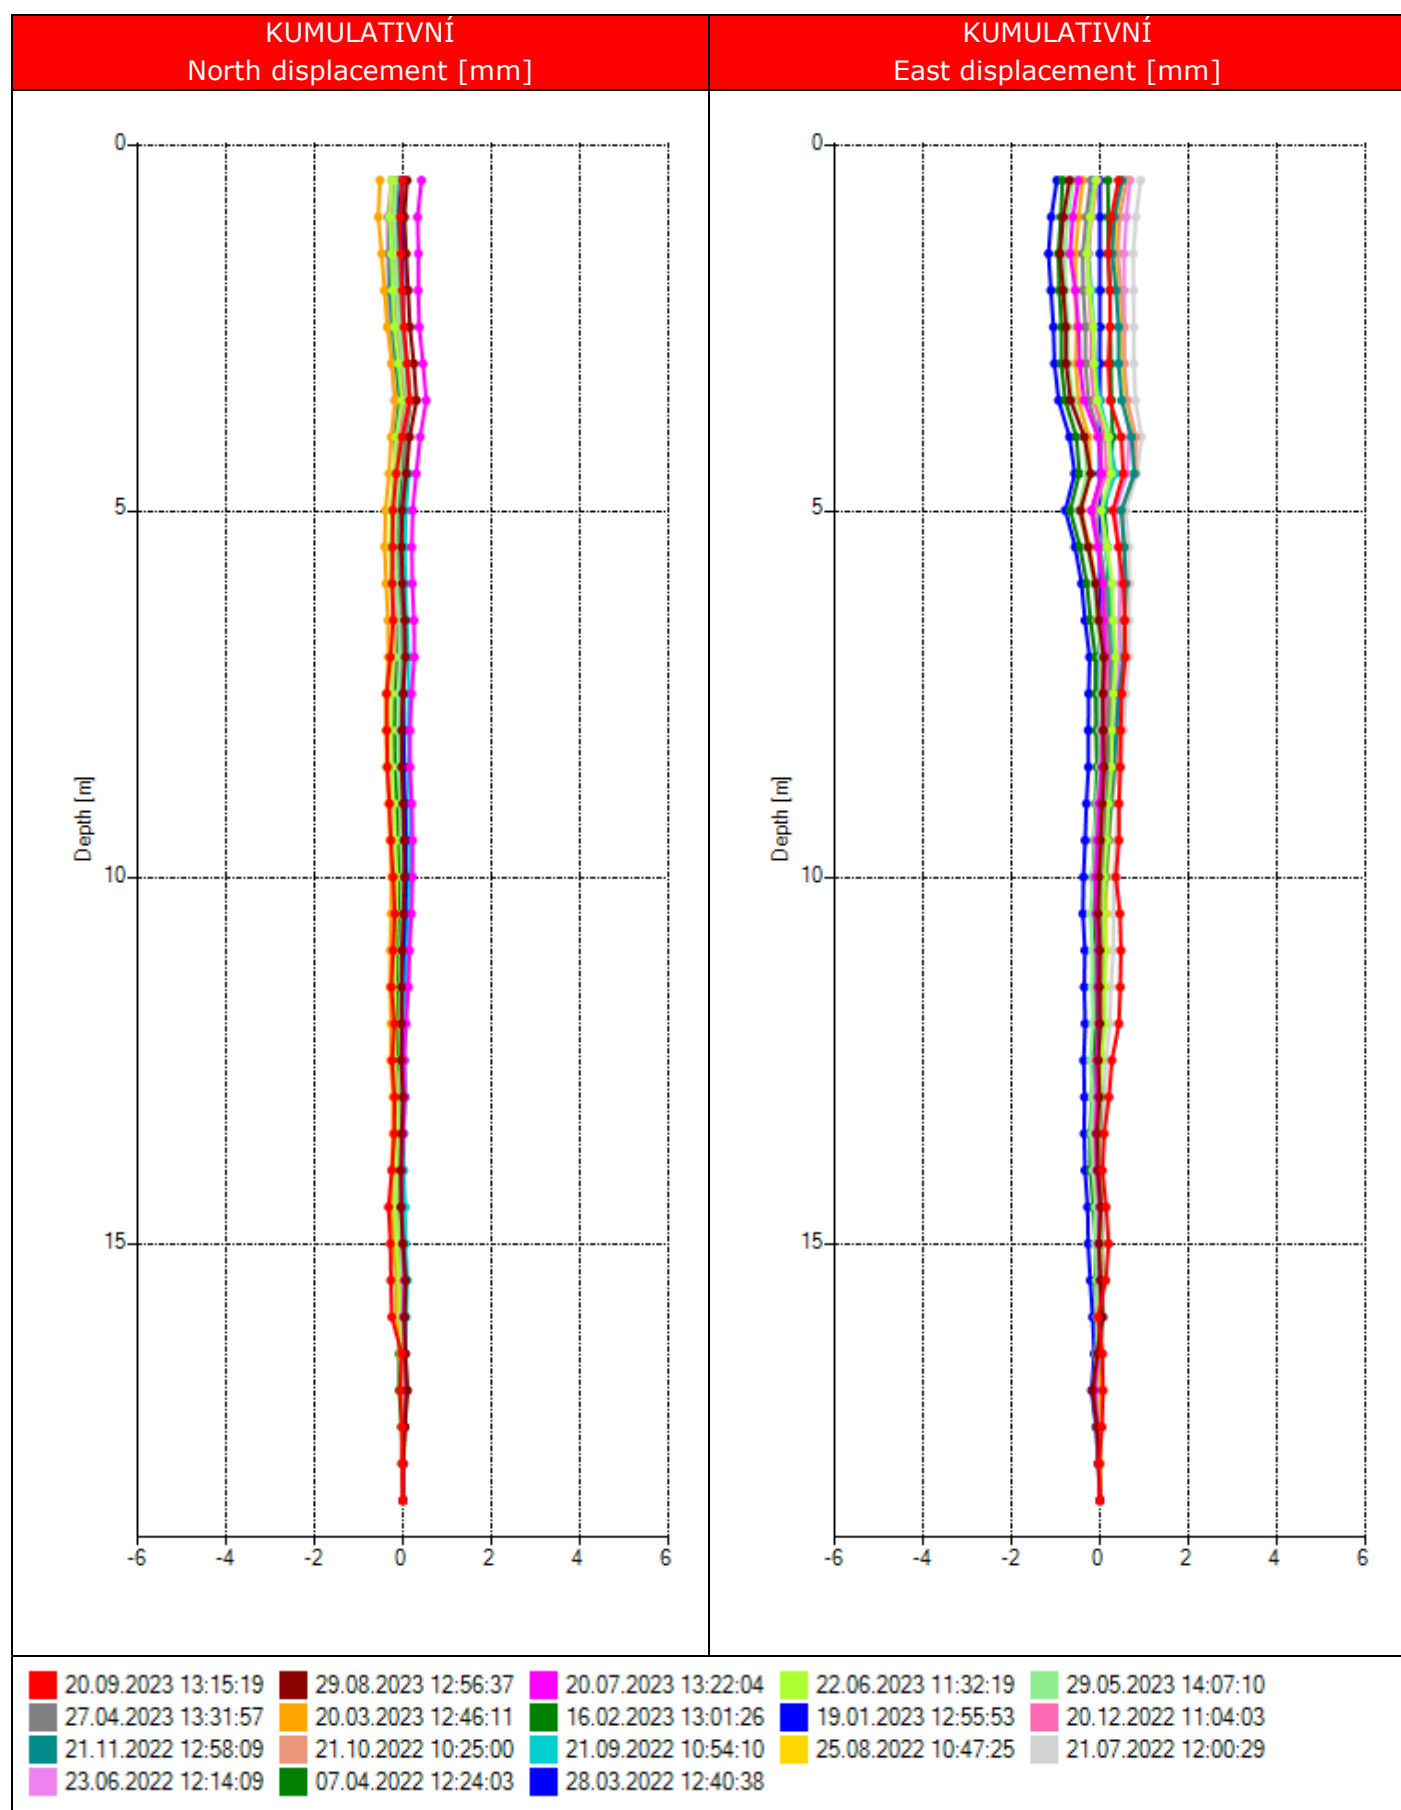 KUMULATIVNÍ
North displacement [mm]
KUMULATIVNÍ
East displacement [mm]
0
5
10
15
Depth [m]
-6 -4 -2 0 2 4 6
0
5
10
15
Depth [m]
-6 -4 -2 0 2 4 6
20.09.2023 13:15:19 29.08.2023 12:56:37 20.07.2023 13:22:04 22.06.2023 11:32:19 29.05.2023 14:07:10
27.04.2023 13:31:57 20.03.2023 12:46:11 16.02.2023 13:01:26 19.01.2023 12:55:53 20.12.2022 11:04:03
21.11.2022 12:58:09 21.10.2022 10:25:00 21.09.2022 10:54:10 25.08.2022 10:47:25 21.07.2022 12:00:29
23.06.2022 12:14:09 07.04.2022 12:24:03 28.03.2022 12:40:38